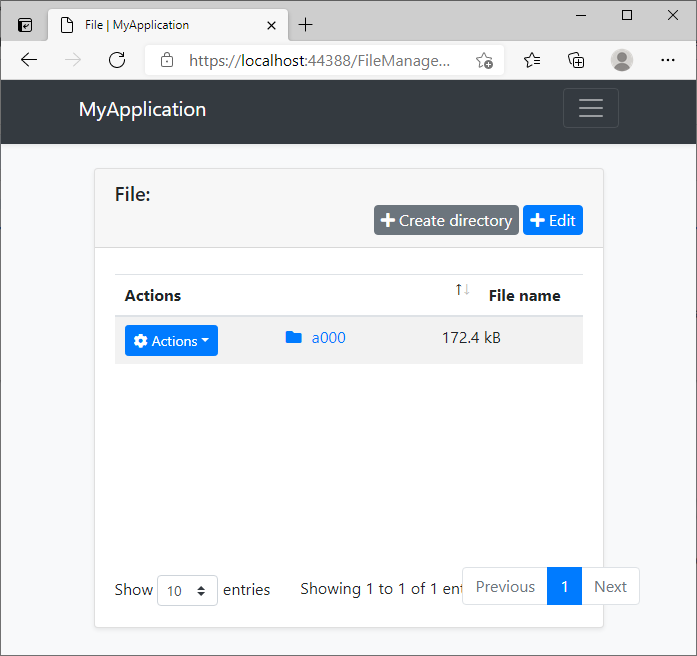 File | MyApplication
https://localhost:44388/FileManage...
MyApplication
File:
Create directory
Edit
Actions File name
Actions a000 172.4 kB
Show 10 entries Showing 1 to 1 of 1 ent Previous 1 Next